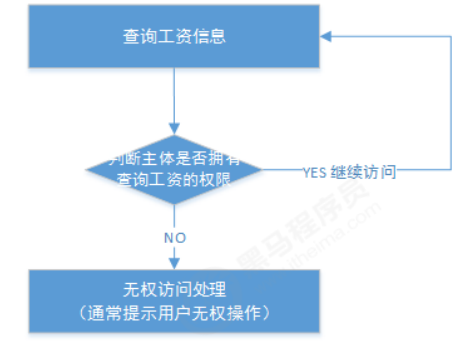 查询工资信息
判断主体是否拥有
查询工资的权限
YES 继续访问
NO
无权访问处理
（通常提示用户无权操作）
黑马程序员